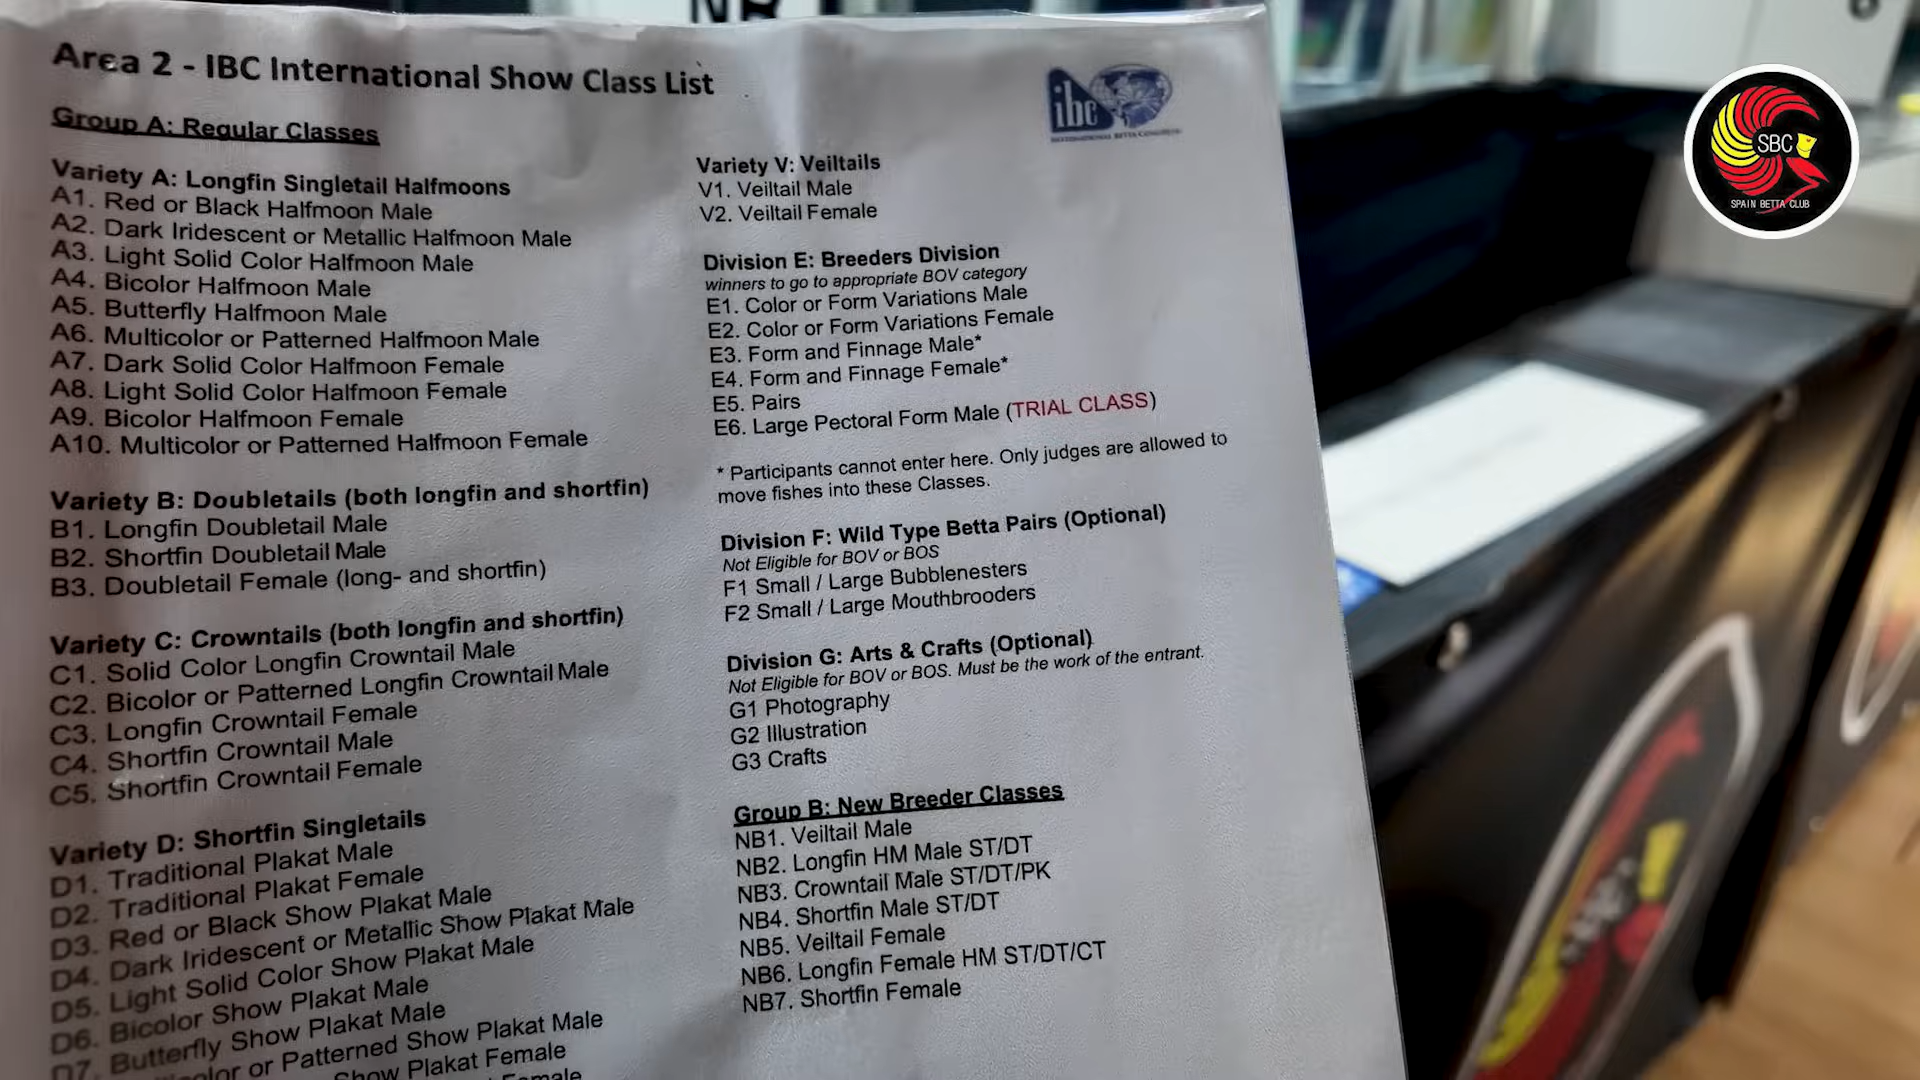 Area 2 - IBC International Show Class List
ibc
INTERNATIONAL BETTA CONGRESS
Group A: Regular Classes
Variety A: Longfin Singletail Halfmoons
A1. Red or Black Halfmoon Male
A2. Dark Iridescent or Metallic Halfmoon Male
A3. Light Solid Color Halfmoon Male
A4. Bicolor Halfmoon Male
A5. Butterfly Halfmoon Male
A6. Multicolor or Patterned Halfmoon Male
A7. Dark Solid Color Halfmoon Female
A8. Light Solid Color Halfmoon Female
A9. Bicolor Halfmoon Female
A10. Multicolor or Patterned Halfmoon Female
Variety B: Doubletails (both longfin and shortfin)
B1. Longfin Doubletail Male
B2. Shortfin Doubletail Male
B3. Doubletail Female (long- and shortfin)
Variety C: Crowntails (both longfin and shortfin)
C1. Solid Color Longfin Crowntail Male
C2. Bicolor or Patterned Longfin Crowntail Male
C3. Longfin Crowntail Female
C4. Shortfin Crowntail Male
C5. Shortfin Crowntail Female
Variety D: Shortfin Singletails
D1. Traditional Plakat Male
D2. Traditional Plakat Female
D3. Red or Black Show Plakat Male
D4. Dark Iridescent or Metallic Show Plakat Male
D5. Light Solid Color Show Plakat Male
D6. Bicolor Show Plakat Male
D7. Butterfly Show Plakat Male
or Patterned Show Plakat Male
Show Plakat Female
Variety V: Veiltails
V1. Veiltail Male
V2. Veiltail Female
Division E: Breeders Division
winners to go to appropriate BOV category
E1. Color or Form Variations Male
E2. Color or Form Variations Female
E3. Form and Finnage Male*
E4. Form and Finnage Female*
E5. Pairs
E6. Large Pectoral Form Male (TRIAL CLASS)
* Participants cannot enter here. Only judges are allowed to
move fishes into these Classes.
Division F: Wild Type Betta Pairs (Optional)
Not Eligible for BOV or BOS
F1 Small / Large Bubblenesters
F2 Small / Large Mouthbrooders
Division G: Arts & Crafts (Optional)
Not Eligible for BOV or BOS. Must be the work of the entrant.
G1 Photography
G2 Illustration
G3 Crafts
Group B: New Breeder Classes
NB1. Veiltail Male
NB2. Longfin HM Male ST/DT
NB3. Crowntail Male ST/DT/PK
NB4. Shortfin Male ST/DT
NB5. Veiltail Female
NB6. Longfin Female HM ST/DT/CT
NB7. Shortfin Female
SBC
SPAIN BETTA CLUB